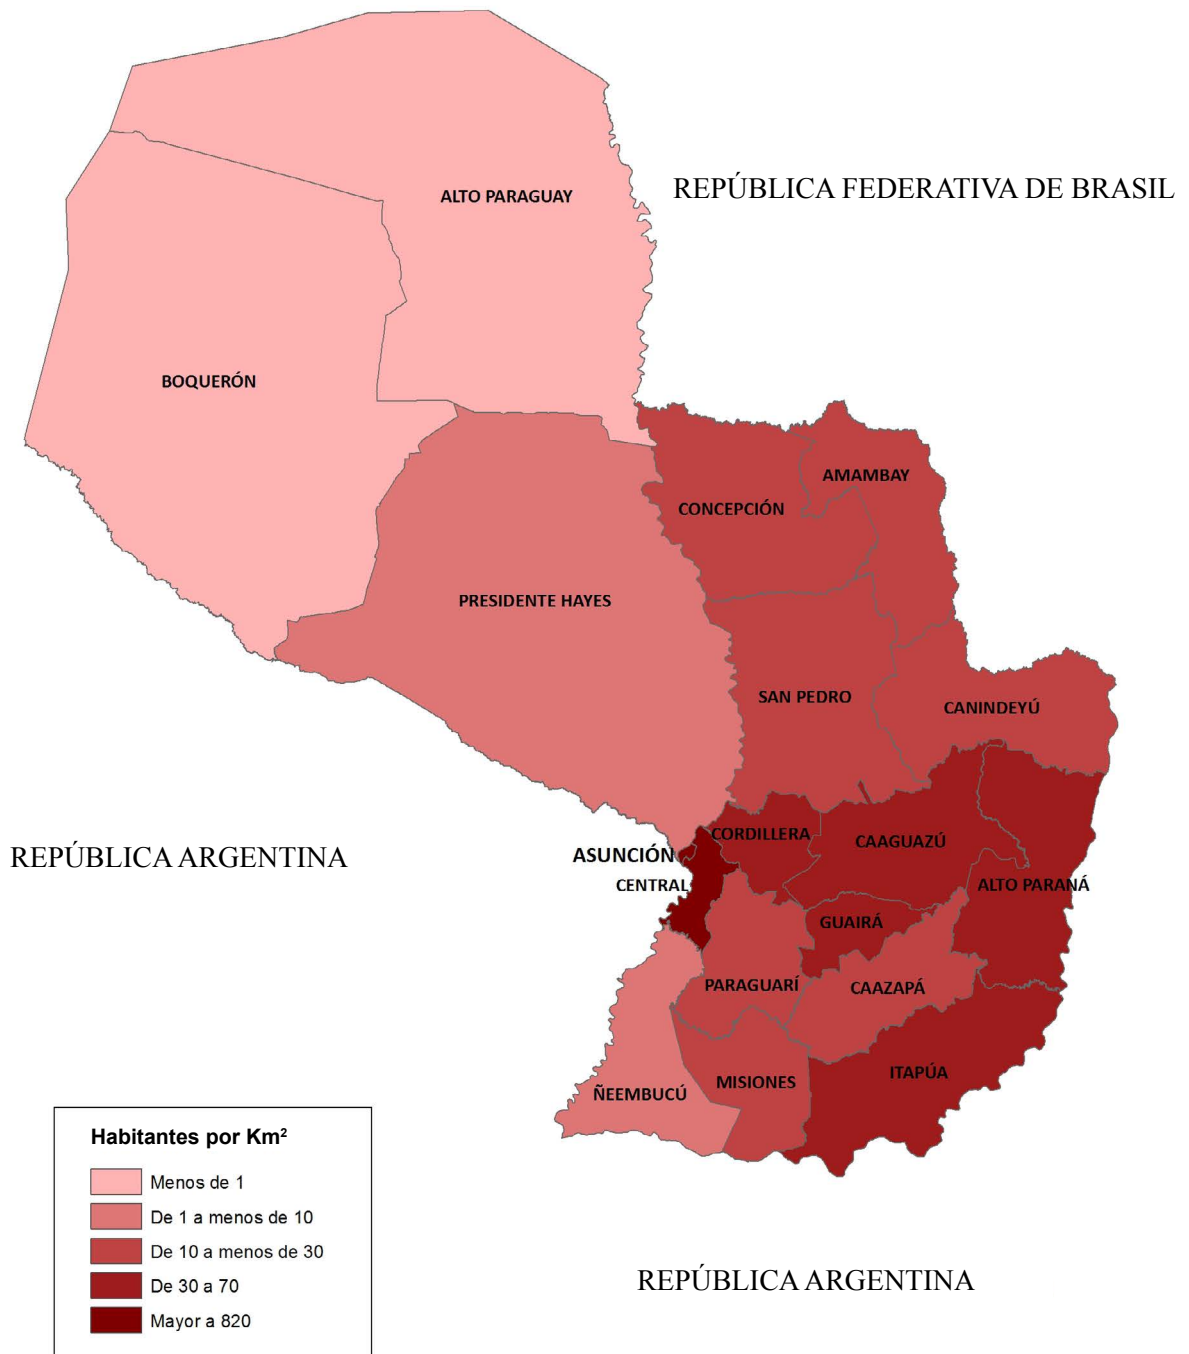 ALTO PARAGUAY
REPÚBLICA FEDERATIVA DE BRASIL
BOQUERÓN
AMAMBAY
CONCEPCIÓN
PRESIDENTE HAYES
SAN PEDRO
CANINDEYÚ
CORDILLERA
CAAGUAZÚ
REPÚBLICA ARGENTINA
ASUNCIÓN
CENTRAL
ALTO PARANÁ
GUAIRÁ
PARAGUARÍ
CAAZAPÁ
ITAPÚA
MISIONES
ÑEEMBUCÚ
Habitantes por Km²
Menos de 1
De 1 a menos de 10
De 10 a menos de 30
De 30 a 70
Mayor a 820
REPÚBLICA ARGENTINA